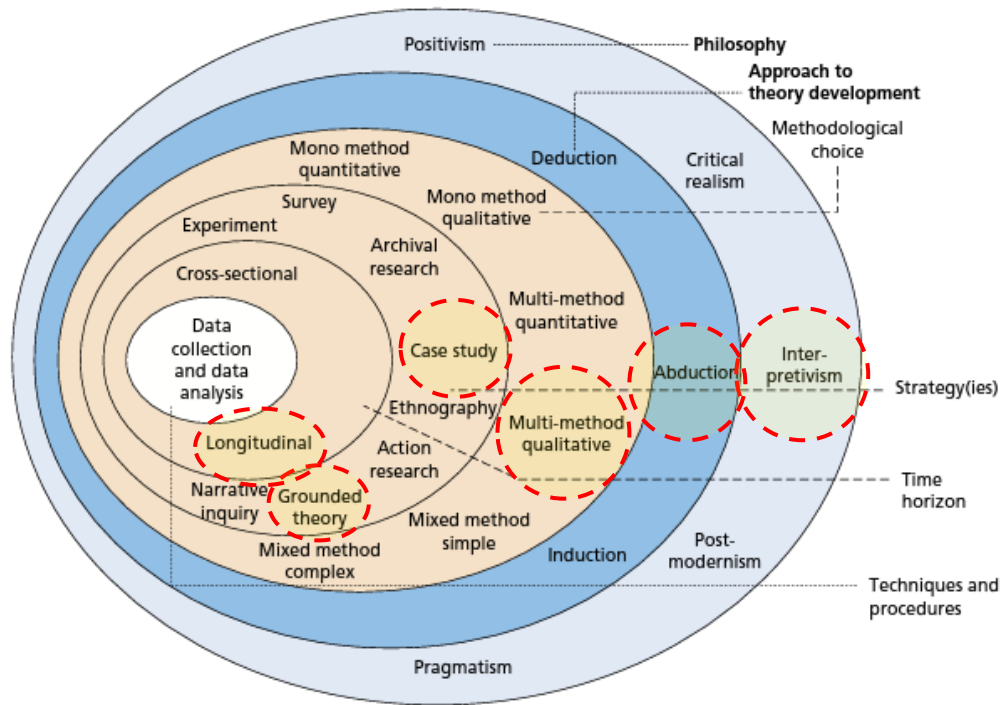 Positivism
Philosophy
Approach to
theory development
Methodological
choice
Mono method
quantitative
Deduction
Critical
realism
Mono method
qualitative
Survey
Experiment
Archival
research
Cross-sectional
Multi-method
quantitative
Data
collection
and data
analysis
Case study
Abduction
Inter-
pretivism
Strategy(ies)
Ethnography
Multi-method
qualitative
Longitudinal
Action
research
Time
horizon
Narrative
inquiry
Grounded
theory
Mixed method
simple
Mixed method
complex
Induction
Post-
modernism
Techniques and
procedures
Pragmatism